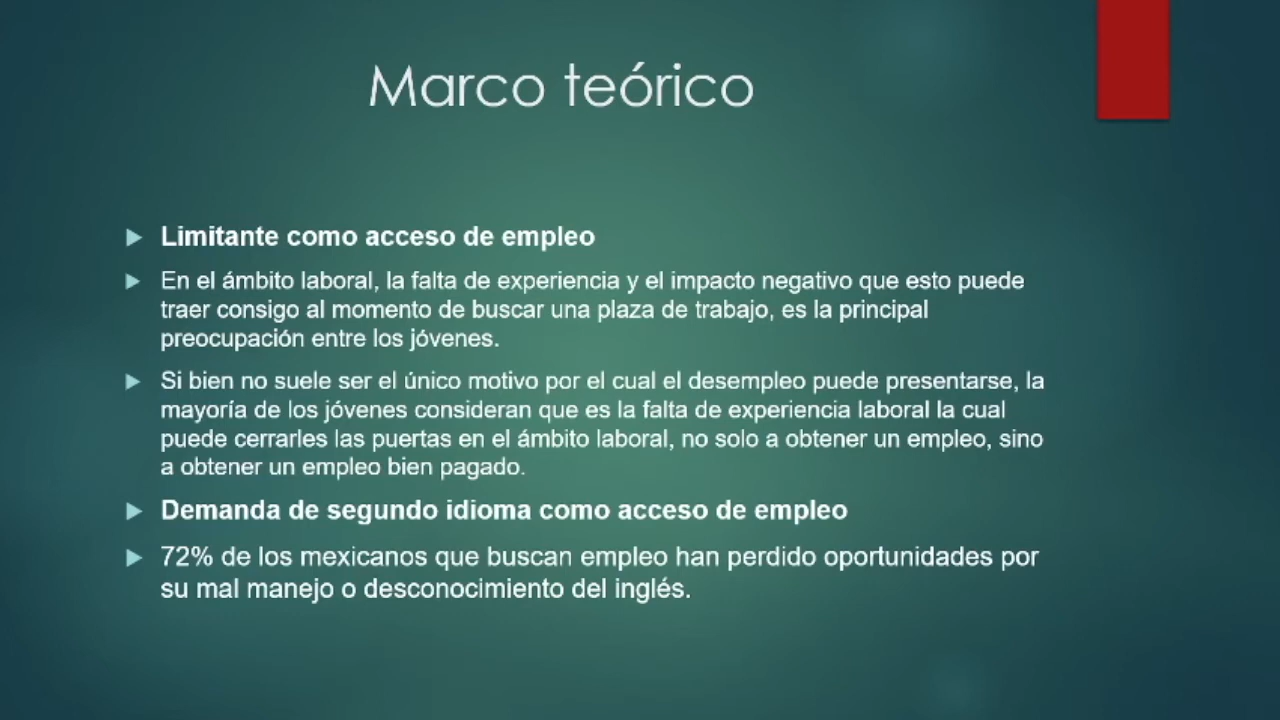 Marco teórico
Limitante como acceso de empleo
En el ámbito laboral, la falta de experiencia y el impacto negativo que esto puede
traer consigo al momento de buscar una plaza de trabajo, es la principal
preocupación entre los jóvenes.
Si bien no suele ser el único motivo por el cual el desempleo puede presentarse, la
mayoría de los jóvenes consideran que es la falta de experiencia laboral la cual
puede cerrarles las puertas en el ámbito laboral, no solo a obtener un empleo, sino
a obtener un empleo bien pagado.
Demanda de segundo idioma como acceso de empleo
72% de los mexicanos que buscan empleo han perdido oportunidades por
su mal manejo o desconocimiento del inglés.